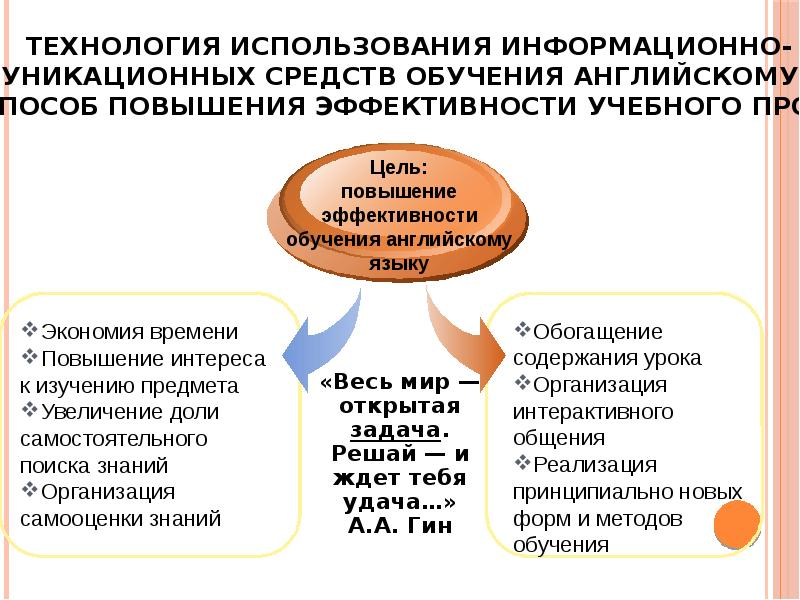 ТЕХНОЛОГИЯ ИСПОЛЬЗОВАНИЯ ИНФОРМАЦИОННО-
УНИКАЦИОННЫХ СРЕДСТВ ОБУЧЕНИЯ АНГЛИЙСКОМУ
ПОСОБ ПОВЫШЕНИЯ ЭФФЕКТИВНОСТИ УЧЕБНОГО ПРО
Цель:
повышение
эффективности
обучения английскому
языку
❖Экономия времени
❖Повышение интереса
к изучению предмета
❖Увеличение доли
самостоятельного
поиска знаний
❖Организация
самооценки знаний
«Весь мир —
открытая
задача.
Решай — и
ждет тебя
удача…»
А.А. Гин
❖Обогащение
содержания урока
❖Организация
интерактивного
общения
❖Реализация
принципиально новых
форм и методов
обучения